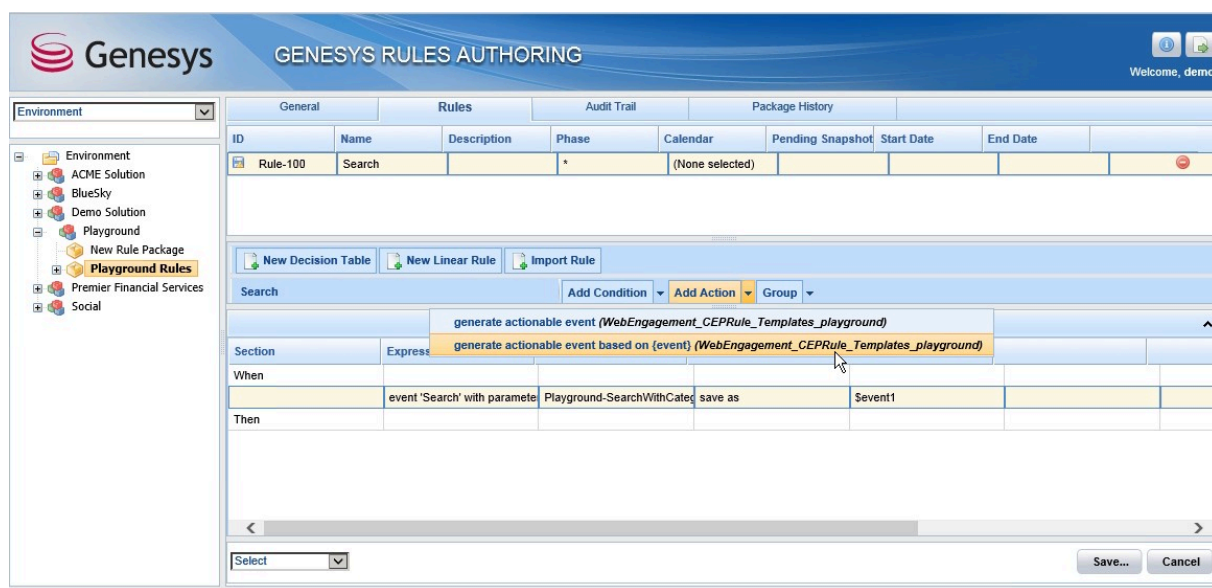 Genesys
GENESYS RULES AUTHORING
Welcome, demo
Environment
Environment
ACME Solution
BlueSky
Demo Solution
Playground
New Rule Package
Playground Rules
Premier Financial Services
Social
General Rules Audit Trail Package History
ID Name Description Phase Calendar Pending Snapshot Start Date End Date
Rule-100 Search * (None selected)
New Decision Table New Linear Rule Import Rule
Search Add Condition Add Action Group
generate actionable event (WebEngagement_CEPRule_Templates_playground)
generate actionable event based on {event} (WebEngagement_CEPRule_Templates_playground)
Section Express
When
event 'Search' with paramete Playground-SearchWithCateg save as $event1
Then
Select Save... Cancel